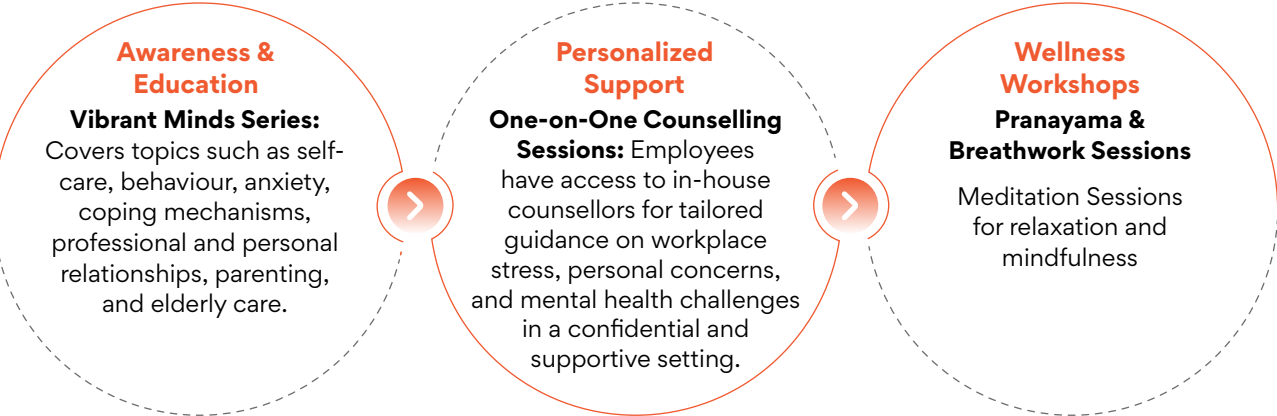 Awareness &
Education
Vibrant Minds Series:
Covers topics such as self-
care, behaviour, anxiety,
coping mechanisms,
professional and personal
relationships, parenting,
and elderly care.
Personalized
Support
One-on-One Counselling
Sessions: Employees
have access to in-house
counsellors for tailored
guidance on workplace
stress, personal concerns,
and mental health challenges
in a confidential and
supportive setting.
Wellness
Workshops
Pranayama &
Breathwork Sessions
Meditation Sessions
for relaxation and
mindfulness